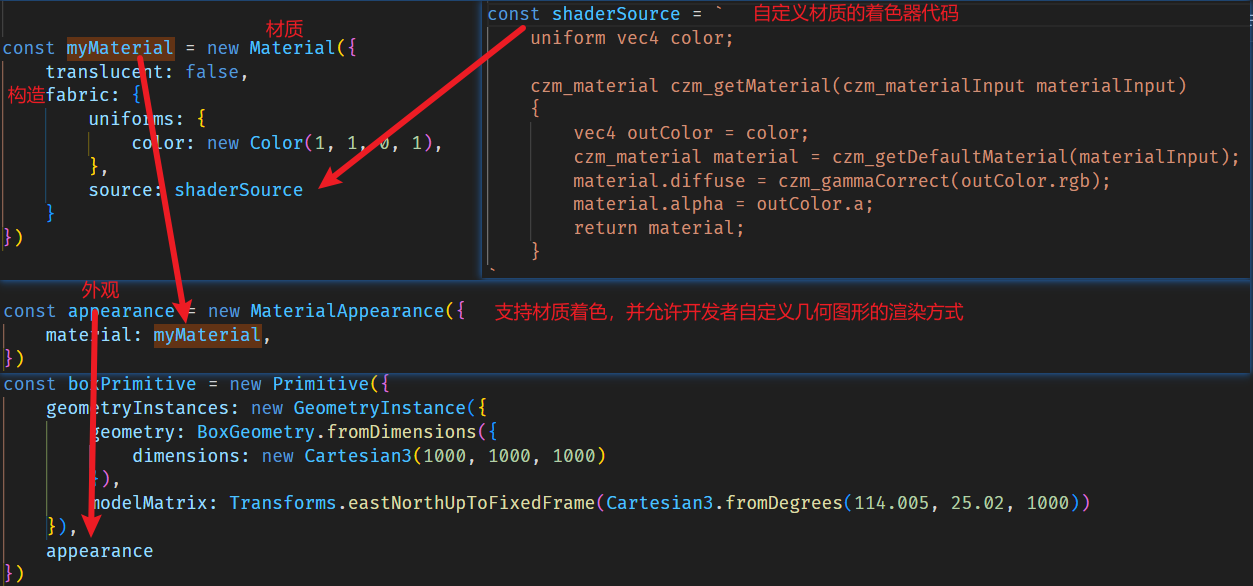 材质
const myMaterial = new Material({
translucent: false,
构造fabric: {
uniforms: {
color: new Color(1, 1, 0, 1),
},
source: shaderSource
}
})
const shaderSource = ` 自定义材质的着色器代码
uniform vec4 color;
czm_material czm_getMaterial(czm_materialInput materialInput)
{
vec4 outColor = color;
czm_material material = czm_getDefaultMaterial(materialInput);
material.diffuse = czm_gammaCorrect(outColor.rgb);
material.alpha = outColor.a;
return material;
}
`
外观
const appearance = new MaterialAppearance({ 支持材质着色，并允许开发者自定义几何图形的渲染方式
material: myMaterial,
})
const boxPrimitive = new Primitive({
geometryInstances: new GeometryInstance({
geometry: BoxGeometry.fromDimensions({
dimensions: new Cartesian3(1000, 1000, 1000)
}),
modelMatrix: Transforms.eastNorthUpToFixedFrame(Cartesian3.fromDegrees(114.005, 25.02, 1000))
}),
appearance
})